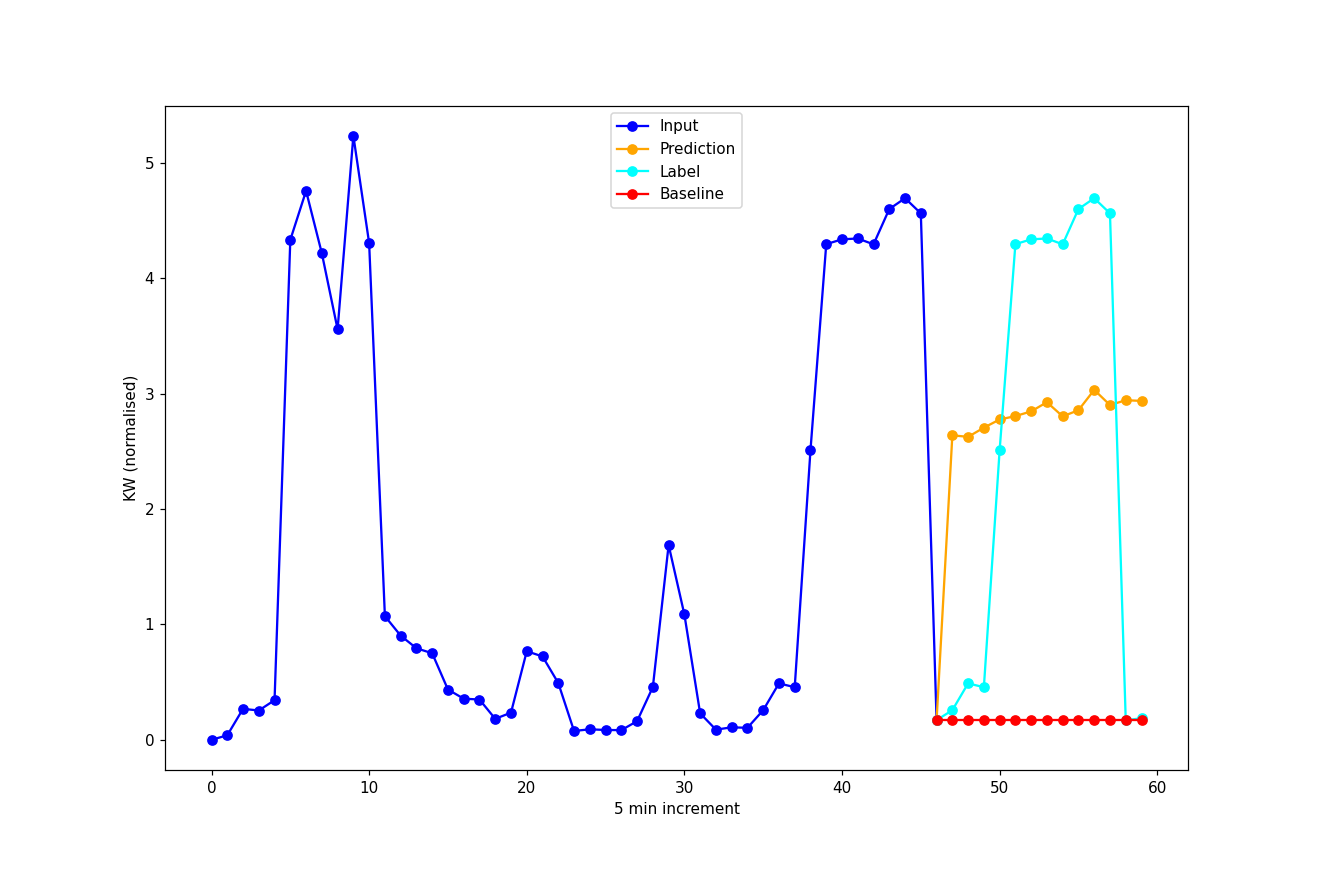 Input
Prediction
Label
Baseline
KW (normalised)
5
4
3
2
1
0
0 10 20 30 40 50 60
5 min increment